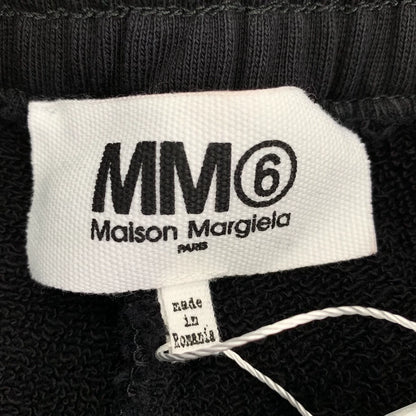 MM⑥
Maison Margiela
PARIS
made
in
Romania